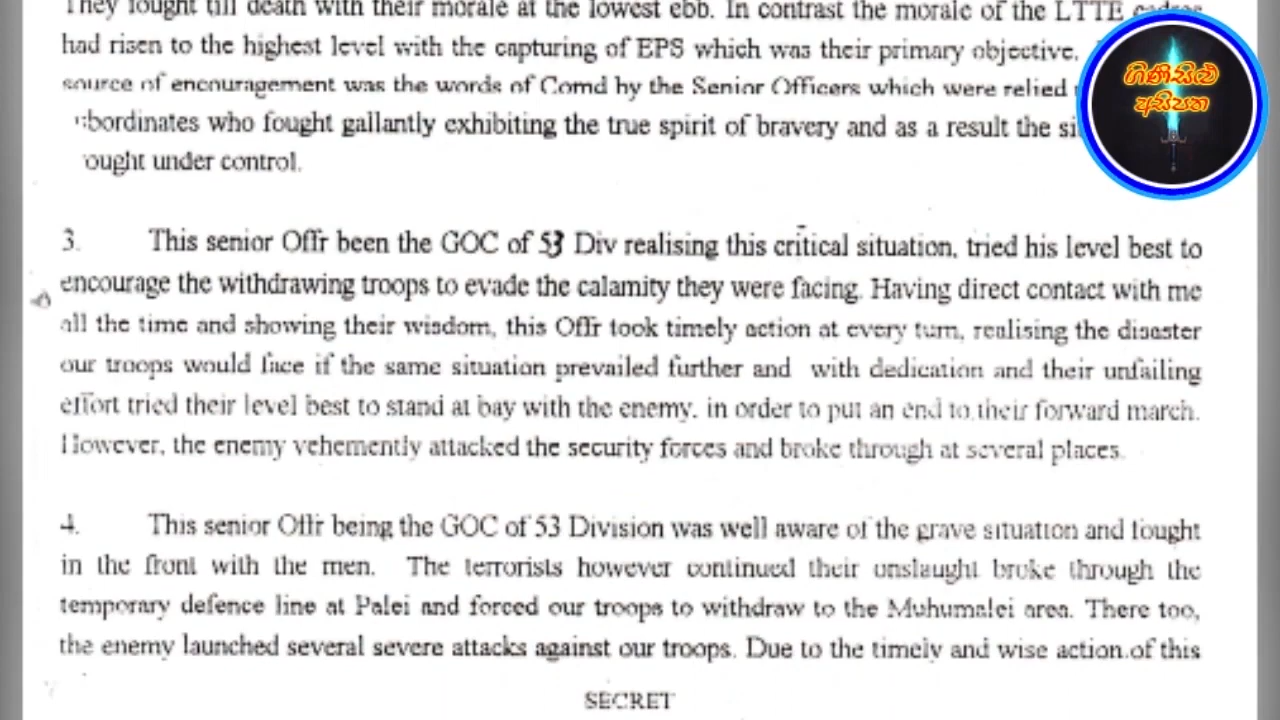 They fought till death with their morale at the lowest ebb. In contrast the morale of the LTTE cadres
had risen to the highest level with the capturing of EPS which was their primary objective.
source of encouragement was the words of Comd by the Senior Officers which were relied
bordinates who fought gallantly exhibiting the true spirit of bravery and as a result the si
ought under control.
3. This senior Offr been the GOC of 53 Div realising this critical situation, tried his level best to
encourage the withdrawing troops to evade the calamity they were facing. Having direct contact with me
all the time and showing their wisdom, this Offr took timely action at every turn, realising the disaster
our troops would face if the same situation prevailed further and with dedication and their unfailing
effort tried their level best to stand at bay with the enemy. in order to put an end to their forward march.
However, the enemy vehemently attacked the security forces and broke through at several places.
4. This senior Offr being the GOC of 53 Division was well aware of the grave situation and fought
in the front with the men. The terrorists however continued their onslaught broke through the
temporary defence line at Palei and forced our troops to withdraw to the Muhumalei area. There too,
the enemy launched several severe attacks against our troops. Due to the timely and wise action of this
SECRET
ගිණිසිළු
අසිපත